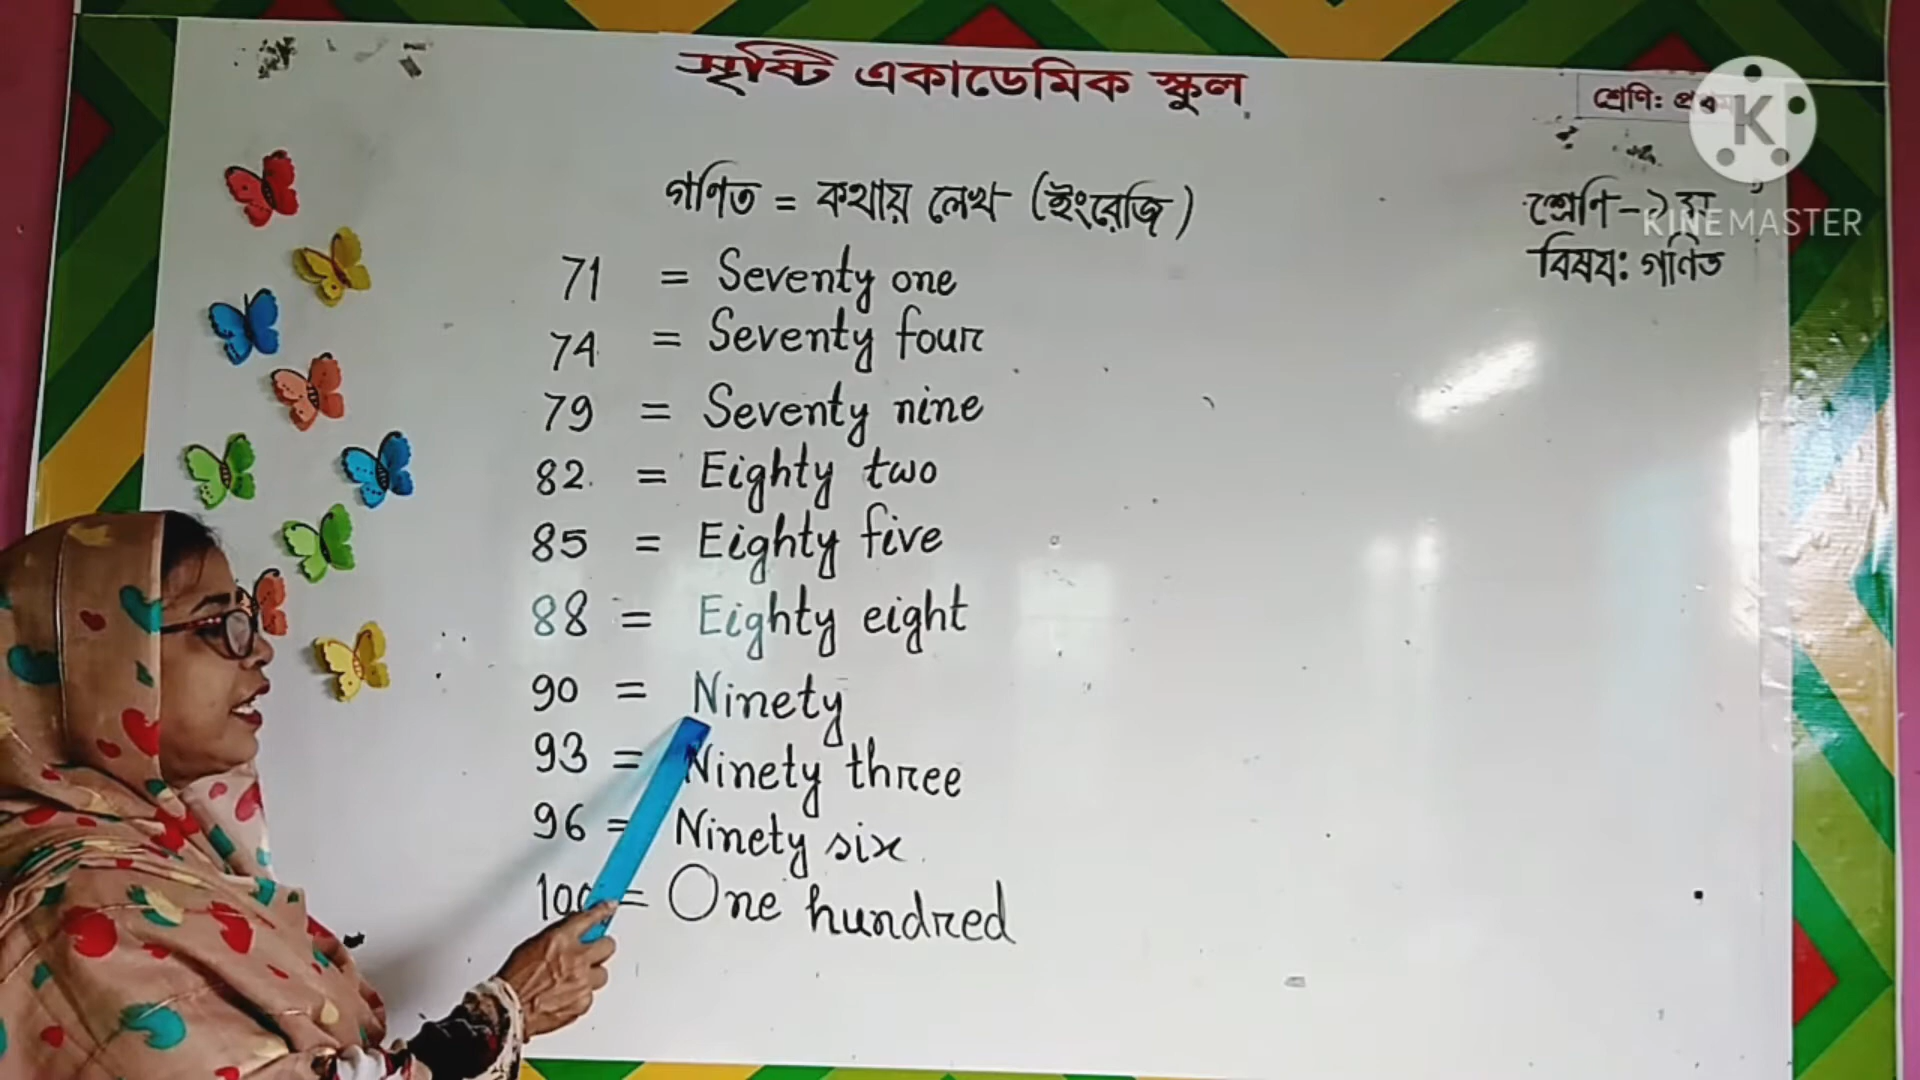 সৃষ্টি একাডেমিক স্কুল
শ্রেণি: প্রথম
গণিত = কথায় লেখ (ইংরেজি)
শ্রেণি-১ম
বিষয়: গণিত
KINEMASTER
71 = Seventy one
74 = Seventy four
79 = Seventy nine
82 = Eighty two
85 = Eighty five
88 = Eighty eight
90 = Ninety
93 = Ninety three
96 = Ninety six
100 = One hundred